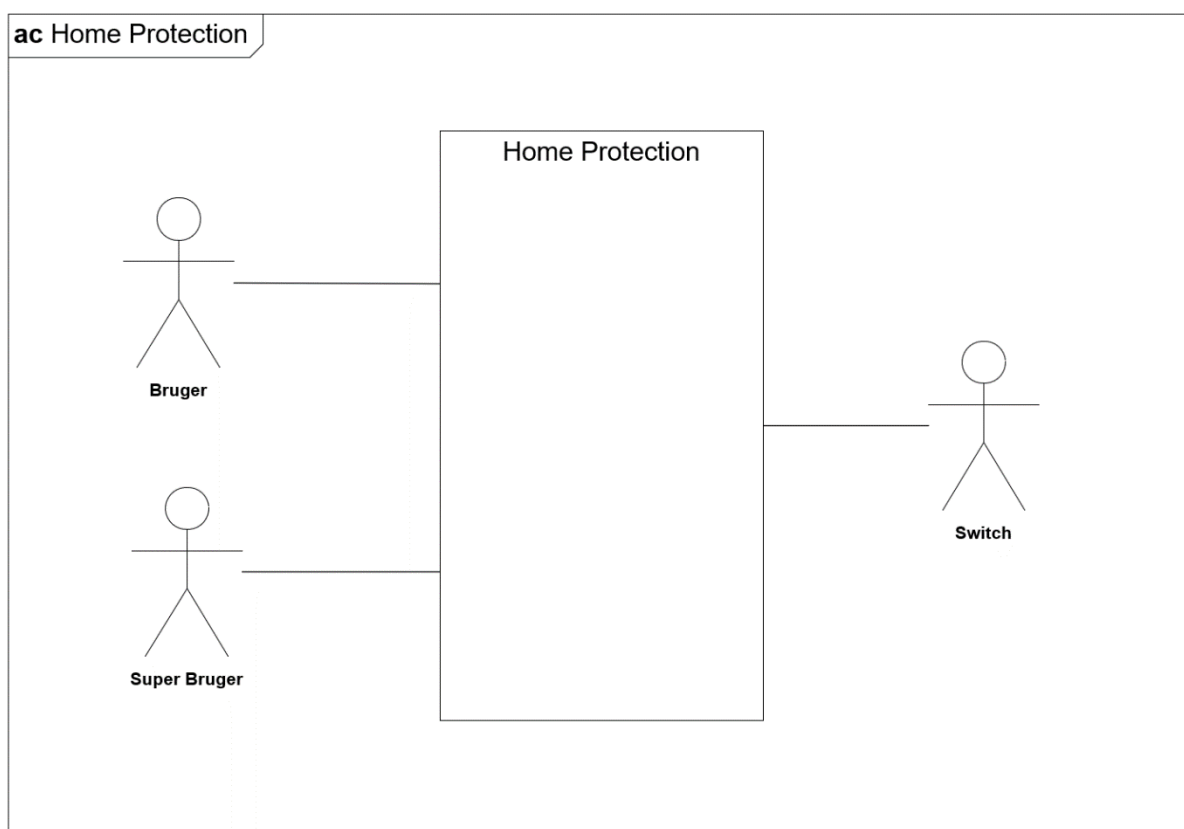 ac Home Protection
Home Protection
Bruger
Switch
Super Bruger